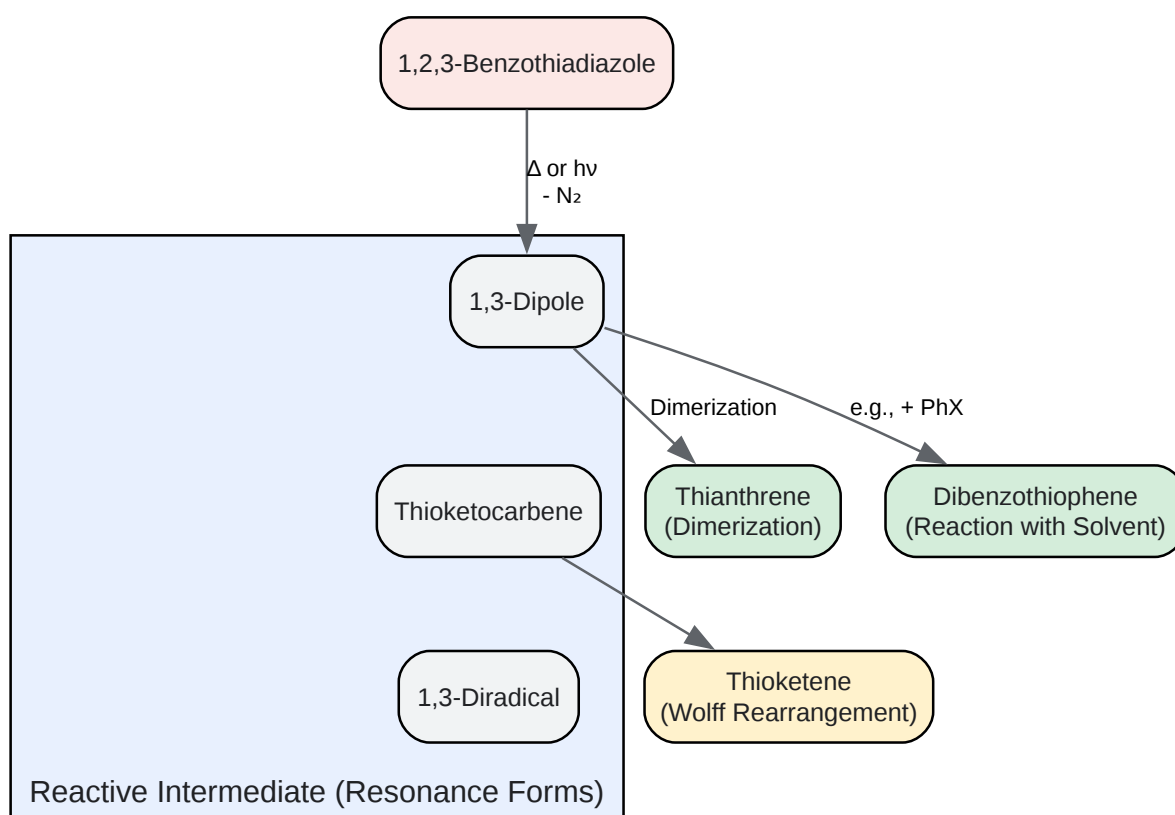 1,2,3-Benzothiadiazole
Δ or hν
- N₂
1,3-Dipole
Dimerization
e.g., + PhX
Thioketocarbene
Thianthrene
(Dimerization)
Dibenzothiophene
(Reaction with Solvent)
1,3-Diradical
Thioketene
(Wolff Rearrangement)
Reactive Intermediate (Resonance Forms)